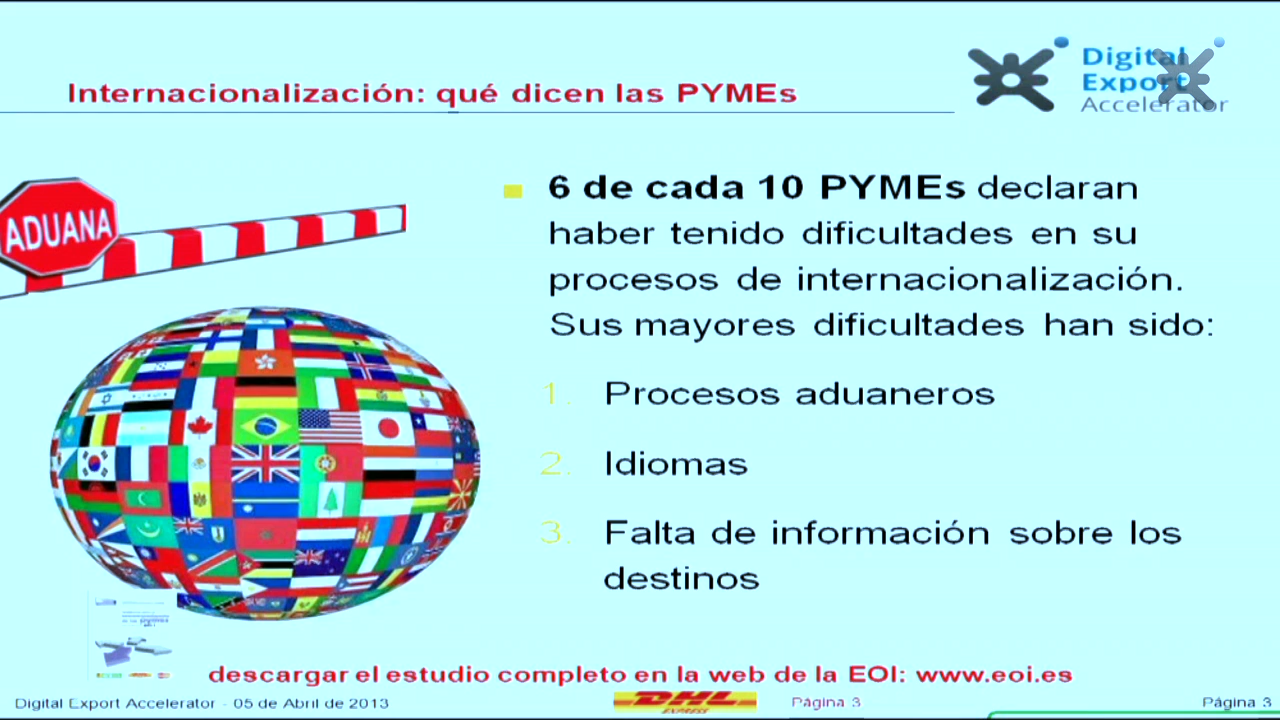 Internacionalización: qué dicen las PYMEs
Digital
Export
Accelerator
ADUANA
6 de cada 10 PYMEs declaran
haber tenido dificultades en su
procesos de internacionalización.
Sus mayores dificultades han sido:
1. Procesos aduaneros
2. Idiomas
3. Falta de información sobre los
destinos
descargar el estudio completo en la web de la EOI: www.eoi.es
Digital Export Accelerator - 05 de Abril de 2013
DHL
EXPRESS
Página 3
Página 3